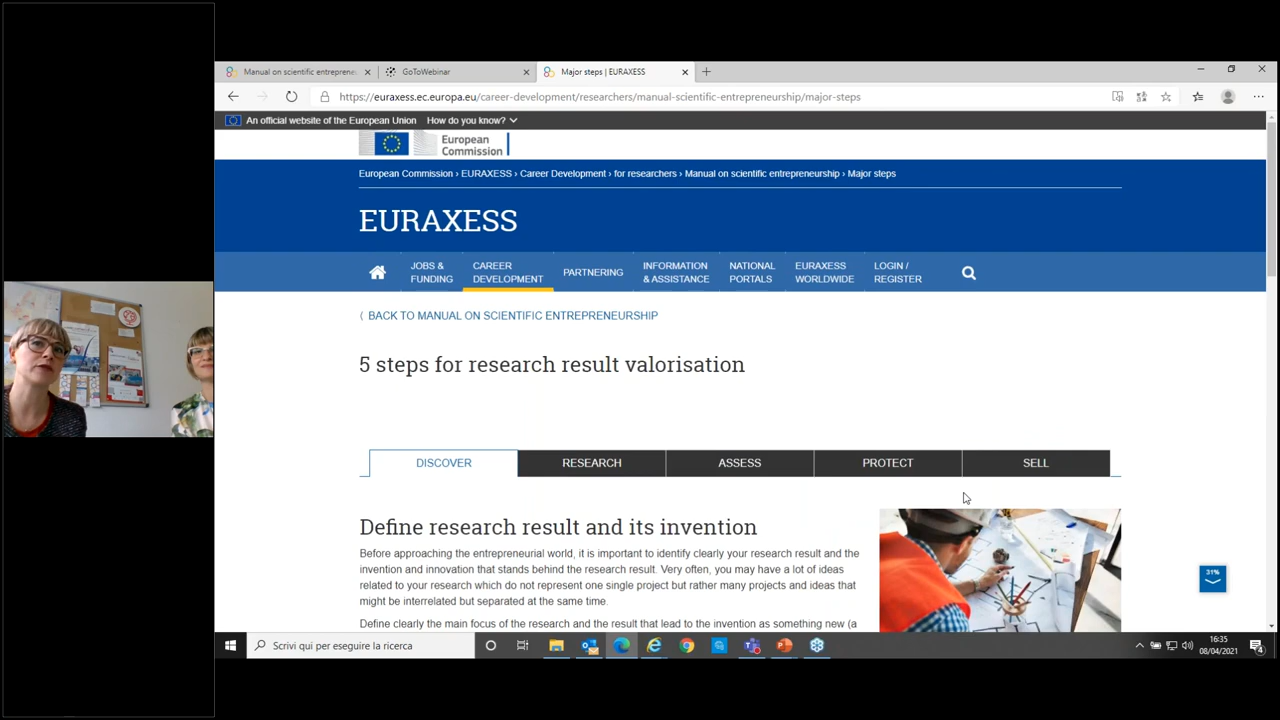 Manual on scientific entreprene
GoToWebinar
Major steps | EURAXESS
https://euraxess.ec.europa.eu/career-development/researchers/manual-scientific-entrepreneurship/major-steps
An official website of the European Union How do you know?
European
Commission
European Commission › EURAXESS › Career Development › for researchers › Manual on scientific entrepreneurship › Major steps
EURAXESS
JOBS &
FUNDING
CAREER
DEVELOPMENT
PARTNERING
INFORMATION
& ASSISTANCE
NATIONAL
PORTALS
EURAXESS
WORLDWIDE
LOGIN /
REGISTER
BACK TO MANUAL ON SCIENTIFIC ENTREPRENEURSHIP
5 steps for research result valorisation
DISCOVER RESEARCH ASSESS PROTECT SELL
Define research result and its invention
Before approaching the entrepreneurial world, it is important to identify clearly your research result and the
invention and innovation that stands behind the research result. Very often, you may have a lot of ideas
related to your research which do not represent one single project but rather many projects and ideas that
might be interrelated but separated at the same time.
Define clearly the main focus of the research and the result that lead to the invention as something new (a
31%
Scrivi qui per eseguire la ricerca
16:35
08/04/2021
4